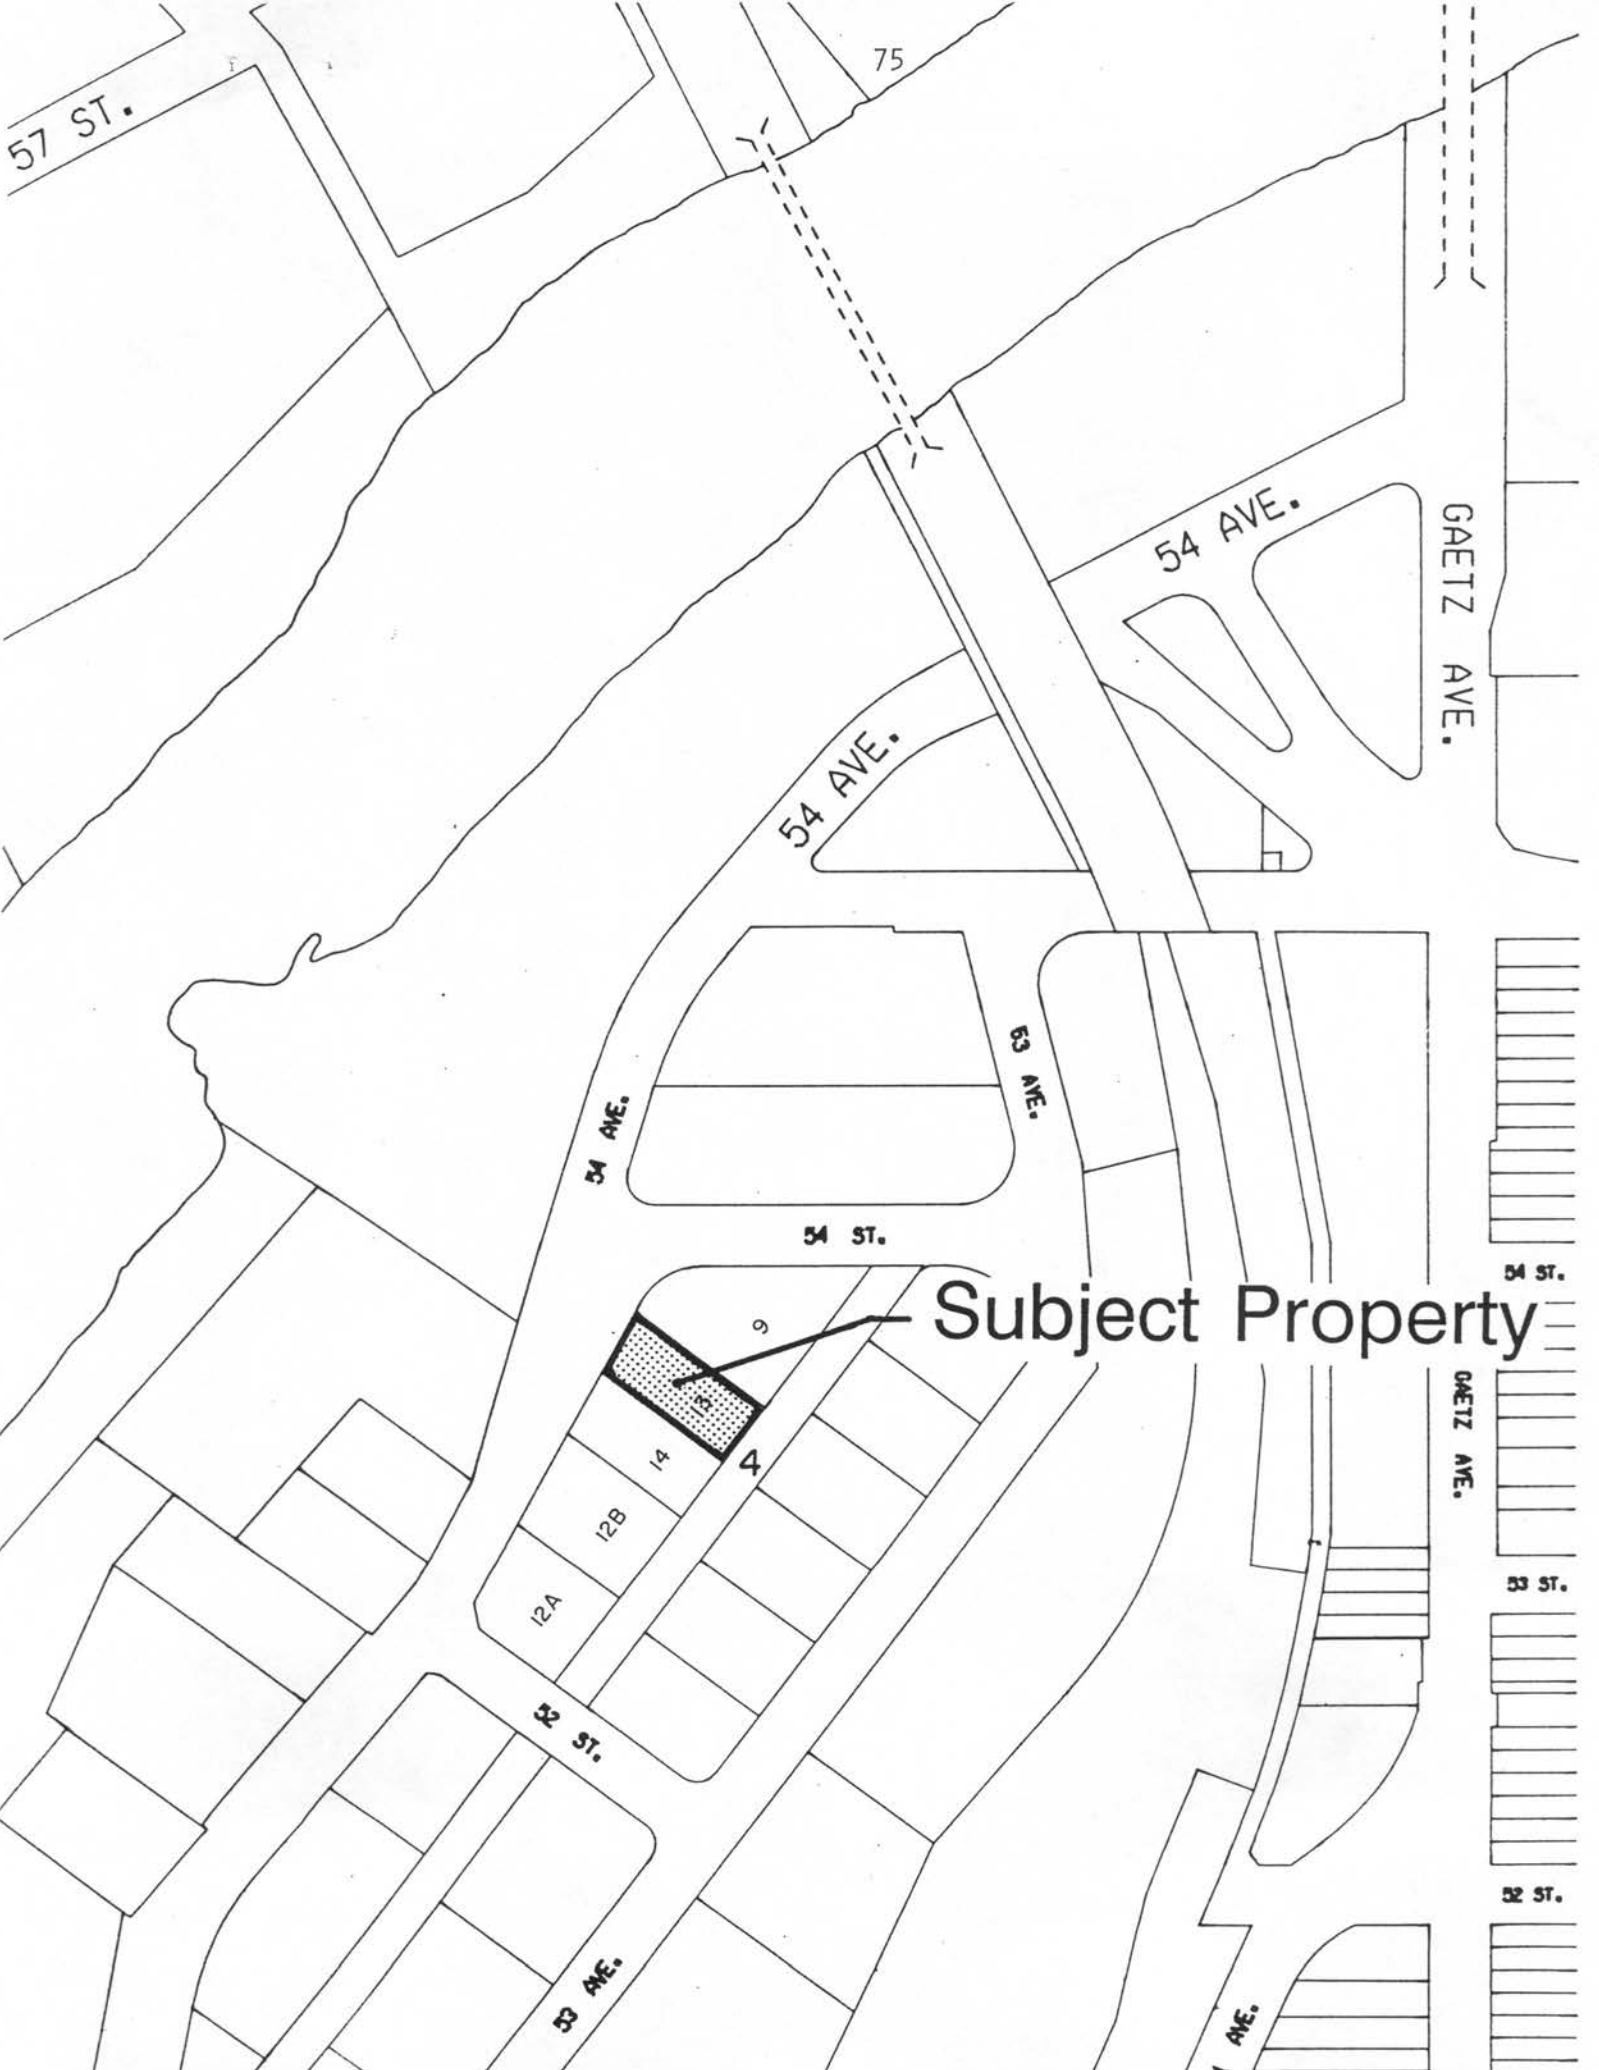 75
57 ST.
54 AVE.
GAETZ AVE.
54 AVE.
53 AVE.
54 AVE.
54 ST.
54 ST.
Subject Property
9
13
GAETZ AVE.
14
4
12B
53 ST.
12A
52 ST.
52 ST.
53 AVE.
AVE.